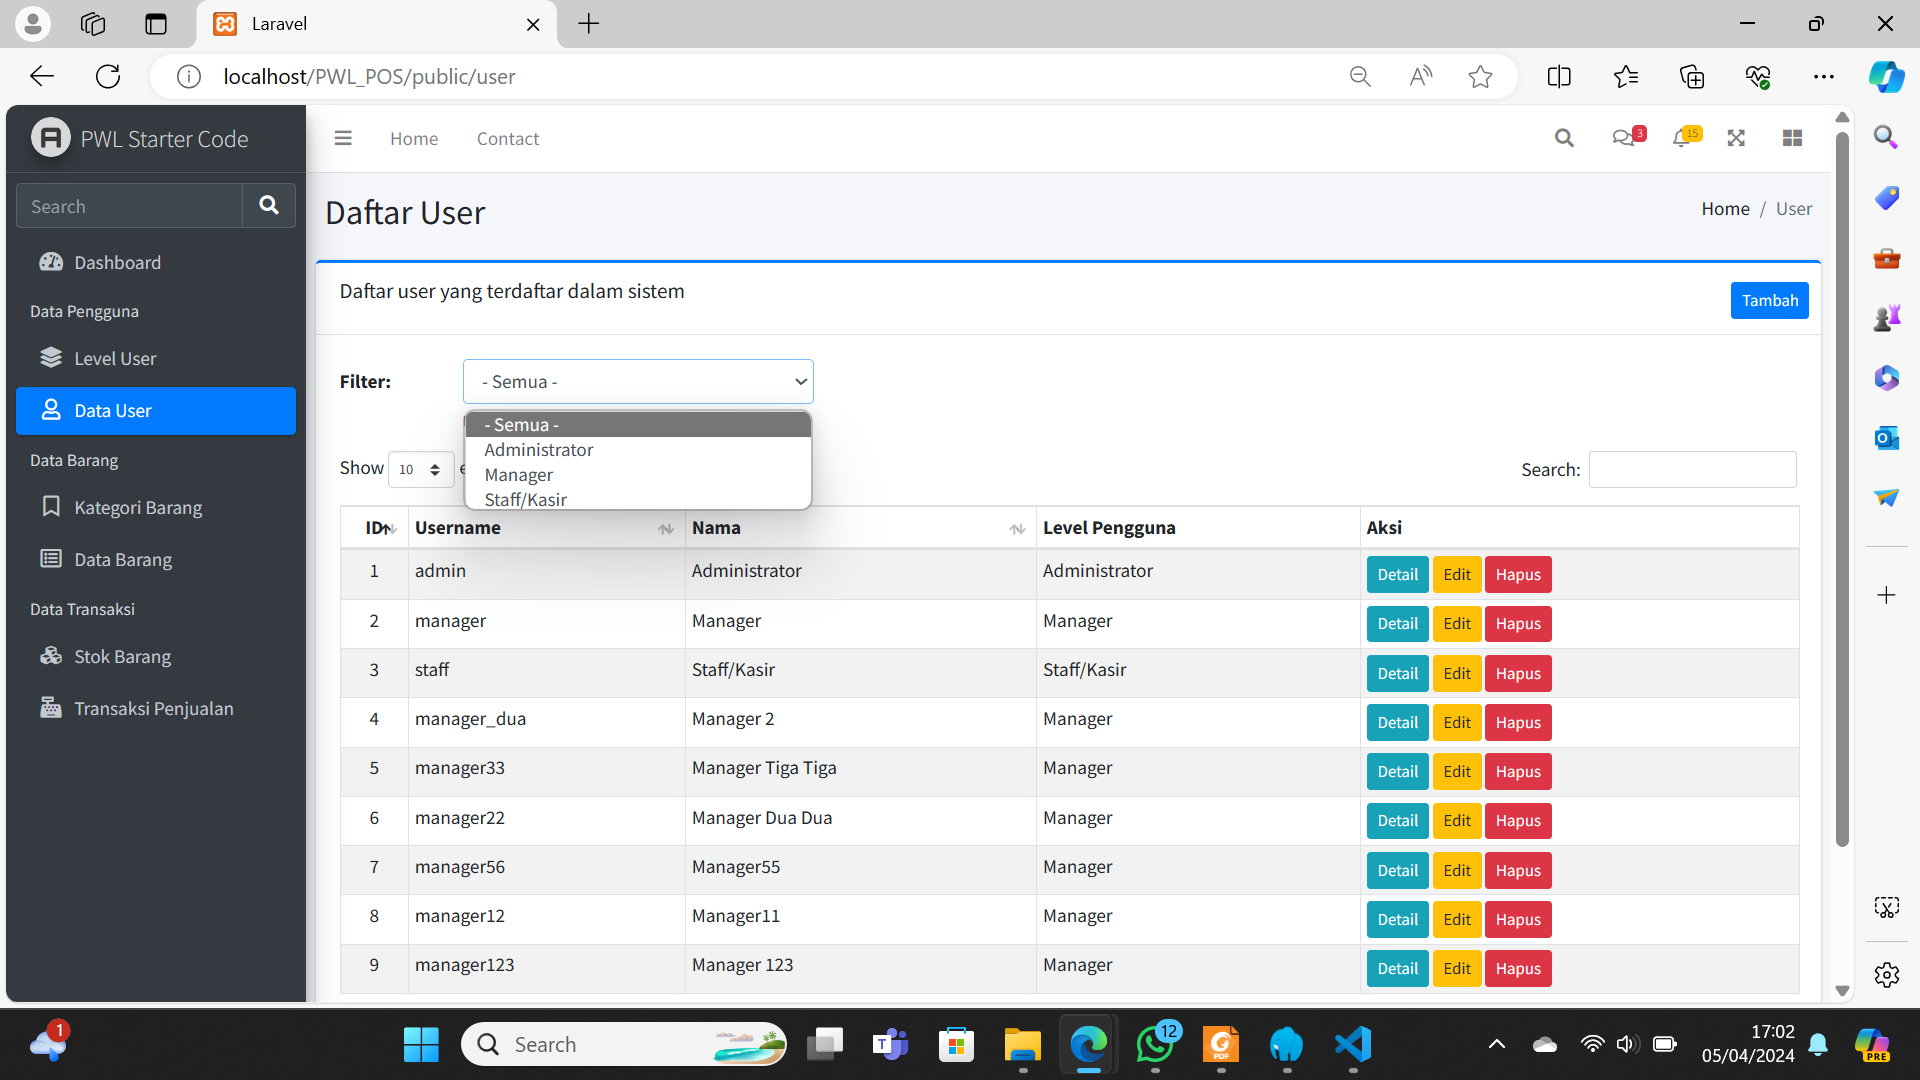 Laravel
localhost/PWL_POS/public/user
PWL Starter Code
Home
Contact
3
15
Search
Daftar User
Home / User
Dashboard
Data Pengguna
Level User
Data User
Data Barang
Kategori Barang
Data Barang
Data Transaksi
Stok Barang
Transaksi Penjualan
Daftar user yang terdaftar dalam sistem
Tambah
Filter:
- Semua -
- Semua -
Administrator
Manager
Staff/Kasir
Show 10
Search:
ID Username Nama Level Pengguna Aksi
1 admin Administrator Administrator Detail Edit Hapus
2 manager Manager Manager Detail Edit Hapus
3 staff Staff/Kasir Staff/Kasir Detail Edit Hapus
4 manager_dua Manager 2 Manager Detail Edit Hapus
5 manager33 Manager Tiga Tiga Manager Detail Edit Hapus
6 manager22 Manager Dua Dua Manager Detail Edit Hapus
7 manager56 Manager55 Manager Detail Edit Hapus
8 manager12 Manager11 Manager Detail Edit Hapus
9 manager123 Manager 123 Manager Detail Edit Hapus
1
Search
12
PDF
17:02
05/04/2024
PRE